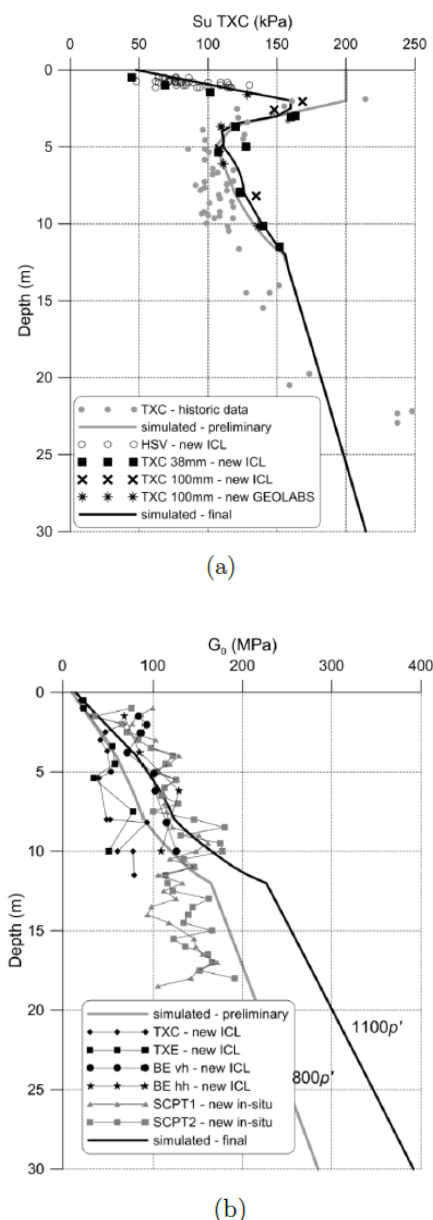 Su TXC (kPa)
0 50 100 150 200 250
0
5
10
15
20
25
30
Depth (m)
TXC - historic data
simulated - preliminary
HSV - new ICL
TXC 38mm - new ICL
TXC 100mm - new ICL
TXC 100mm - new GEOLABS
simulated - final
(a)
G₀ (MPa)
0 100 200 300 400
0
5
10
15
20
25
30
Depth (m)
simulated - preliminary
TXC - new ICL
TXE - new ICL
BE vh - new ICL
BE hh - new ICL
SCPT1 - new in-situ
SCPT2 - new in-situ
simulated - final
1100p'
800p'
(b)